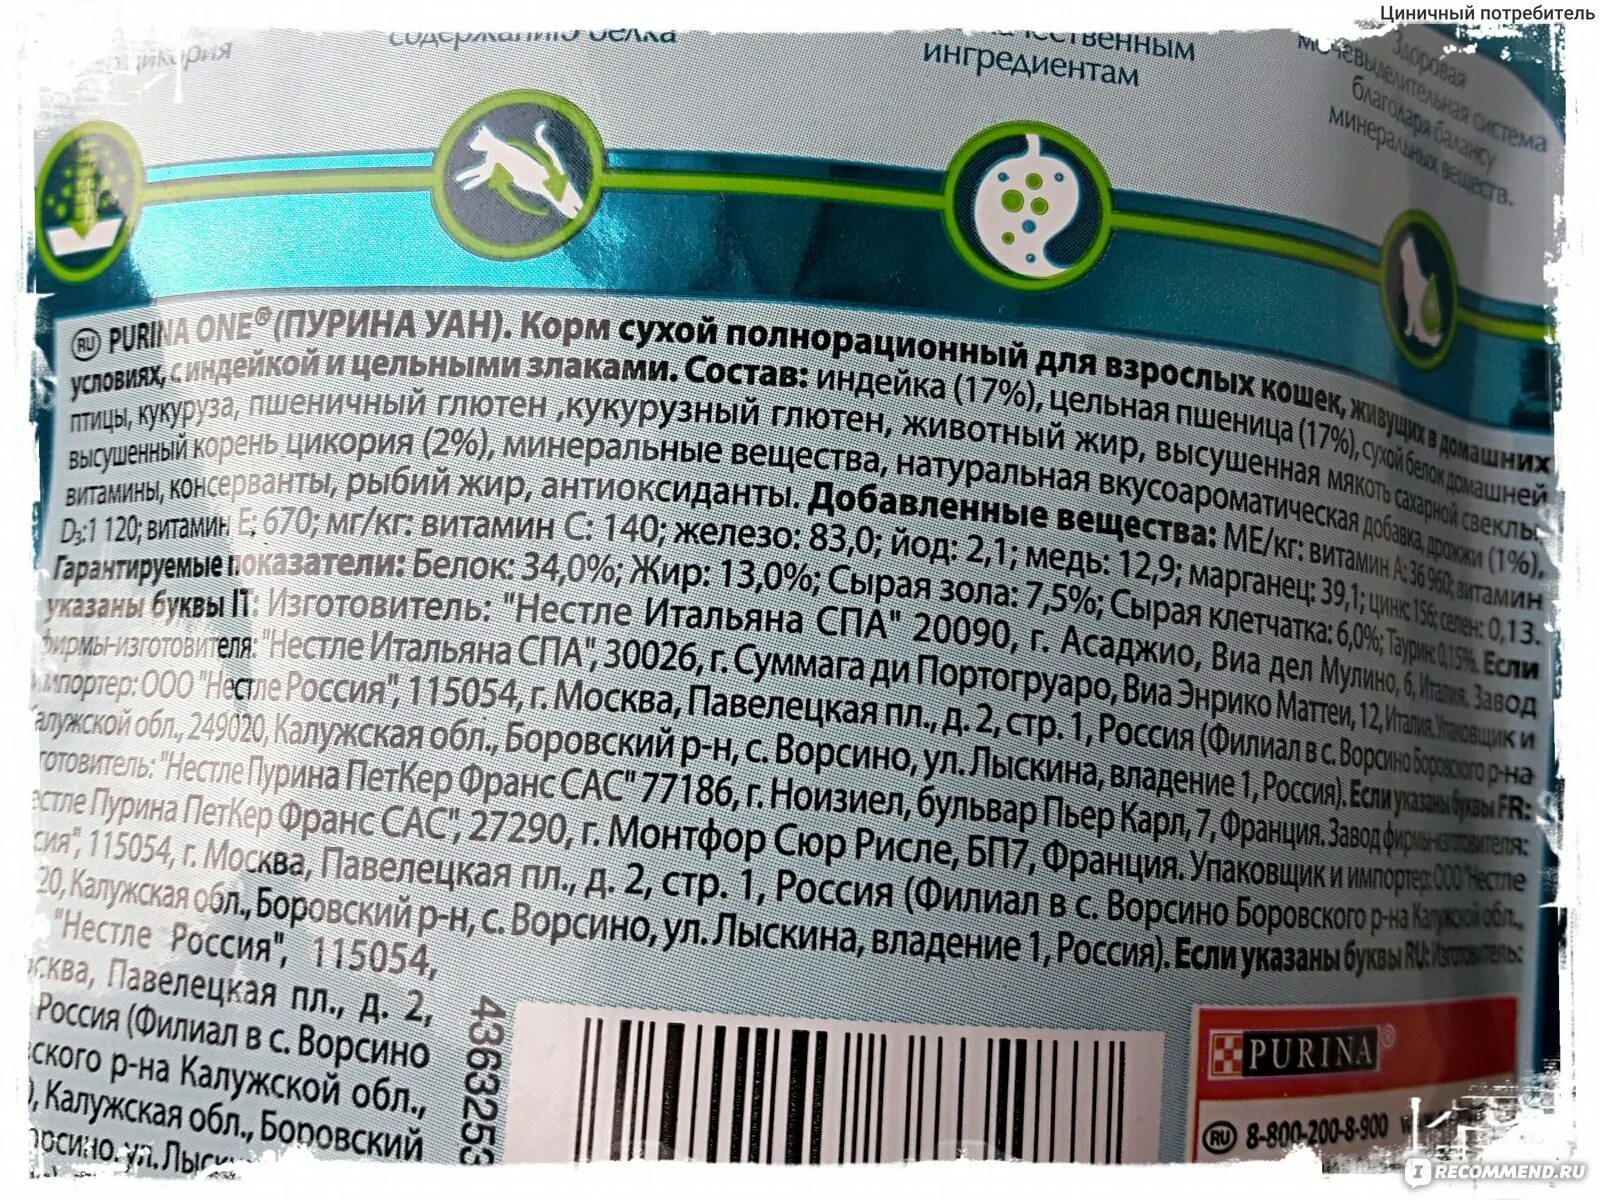 Циничный потребитель
цикория
содержанию белка
качественным
ингредиентам
Здоровая
мочевыделительная система
благодаря балансу
минеральных веществ.
RU PURINA ONE® (ПУРИНА УАН). Корм сухой полнорационный для взрослых кошек, живущих в домашних
условиях, с индейкой и цельными злаками. Состав: индейка (17%), цельная пшеница (17%), сухой белок домашней
птицы, кукуруза, пшеничный глютен ,кукурузный глютен, животный жир, высушенная мякоть сахарной свеклы,
высушенный корень цикория (2%), минеральные вещества, натуральная вкусоароматическая добавка, дрожжи (1%),
витамины, консерванты, рыбий жир, антиоксиданты. Добавленные вещества: МЕ/кг: витамин А: 36 960; витамин
D3:1 120; витамин Е; 670; мг/кг: витамин С: 140; железо: 83,0; йод: 2,1; медь: 12,9; марганец: 39,1; цинк: 156; селен: 0,13.
Гарантируемые показатели: Белок: 34,0%; Жир: 13,0%; Сырая зола: 7,5%; Сырая клетчатка: 6,0%; Таурин: 0,15%. Если
указаны буквы IT: Изготовитель: "Нестле Итальяна СПА" 20090, г. Асаджио, Виа дел Мулино, 6, Италия. Завод
фирмы-изготовителя: "Нестле Итальяна СПА", 30026, г. Суммага ди Портогруаро, Виа Энрико Маттеи, 12, Италия. Упаковщик и
импортер: ООО "Нестле Россия", 115054, г. Москва, Павелецкая пл., д. 2, стр. 1, Россия (Филиал в с. Ворсино Боровского р-на
Калужской обл., 249020, Калужская обл., Боровский р-н, с. Ворсино, ул. Лыскина, владение 1, Россия). Если указаны буквы FR:
готовитель: "Нестле Пурина ПетКер Франс САС" 77186, г. Ноизиел, бульвар Пьер Карл, 7, Франция. Завод фирмы-изготовителя:
естле Пурина ПетКер Франс САС", 27290, г. Монтфор Сюр Рисле, БП7, Франция. Упаковщик и импортер: ООО "Нестле
сия", 115054, г. Москва, Павелецкая пл., д. 2, стр. 1, Россия (Филиал в с. Ворсино Боровского р-на Калужской обл.,
20, Калужская обл., Боровский р-н, с. Ворсино, ул. Лыскина, владение 1, Россия). Если указаны буквы RU: Изготовитель:
"Нестле Россия", 115054,
сква, Павелецкая пл., д. 2,
Россия (Филиал в с. Ворсино
ского р-на Калужской обл.,
0, Калужская обл., Боровский
орсино, ул. Лыск
4363253
PURINA®
RU 8-800-200-8-900
IRECOMMEND.RU